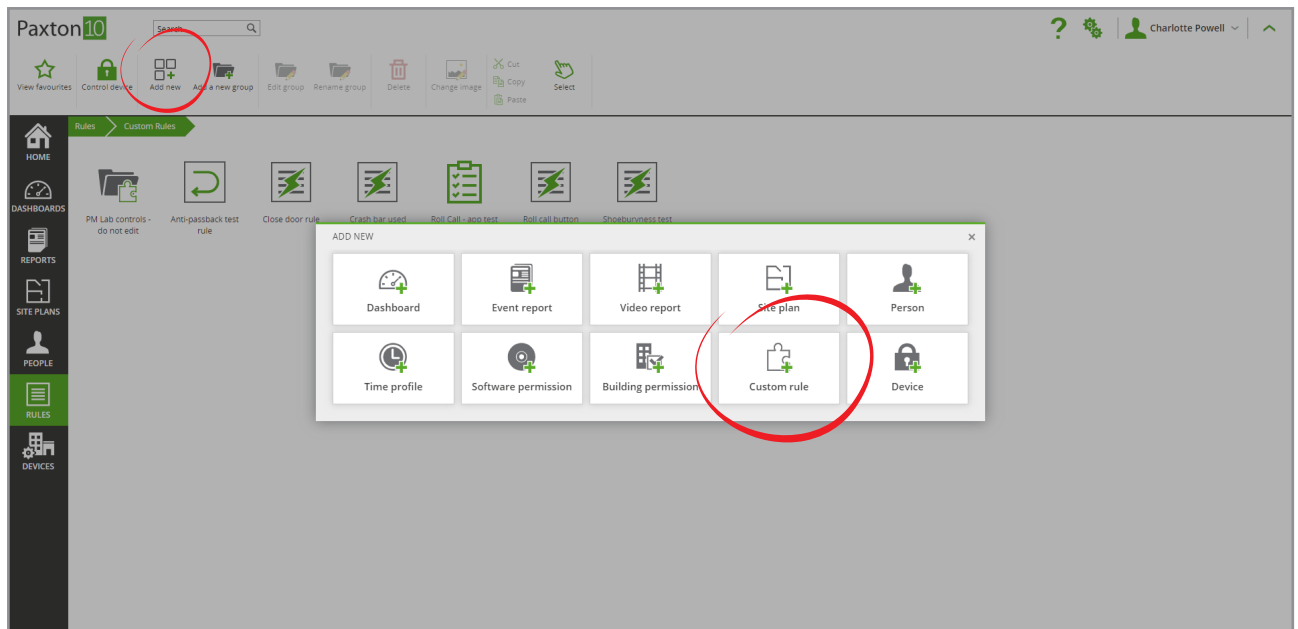 Paxton10
Search...
Charlotte Powell
View favourites
Control device
Add new
Add a new group
Edit group
Rename group
Delete
Change image
Cut
Copy
Paste
Select
Rules
Custom Rules
HOME
DASHBOARDS
REPORTS
SITE PLANS
PEOPLE
RULES
DEVICES
PM Lab controls -
do not edit
Anti-passback test
rule
Close door rule
Crash bar used
Roll Call - app test
Roll call button
Shoeburyness test
ADD NEW
Dashboard
Event report
Video report
Site plan
Person
Time profile
Software permission
Building permission
Custom rule
Device